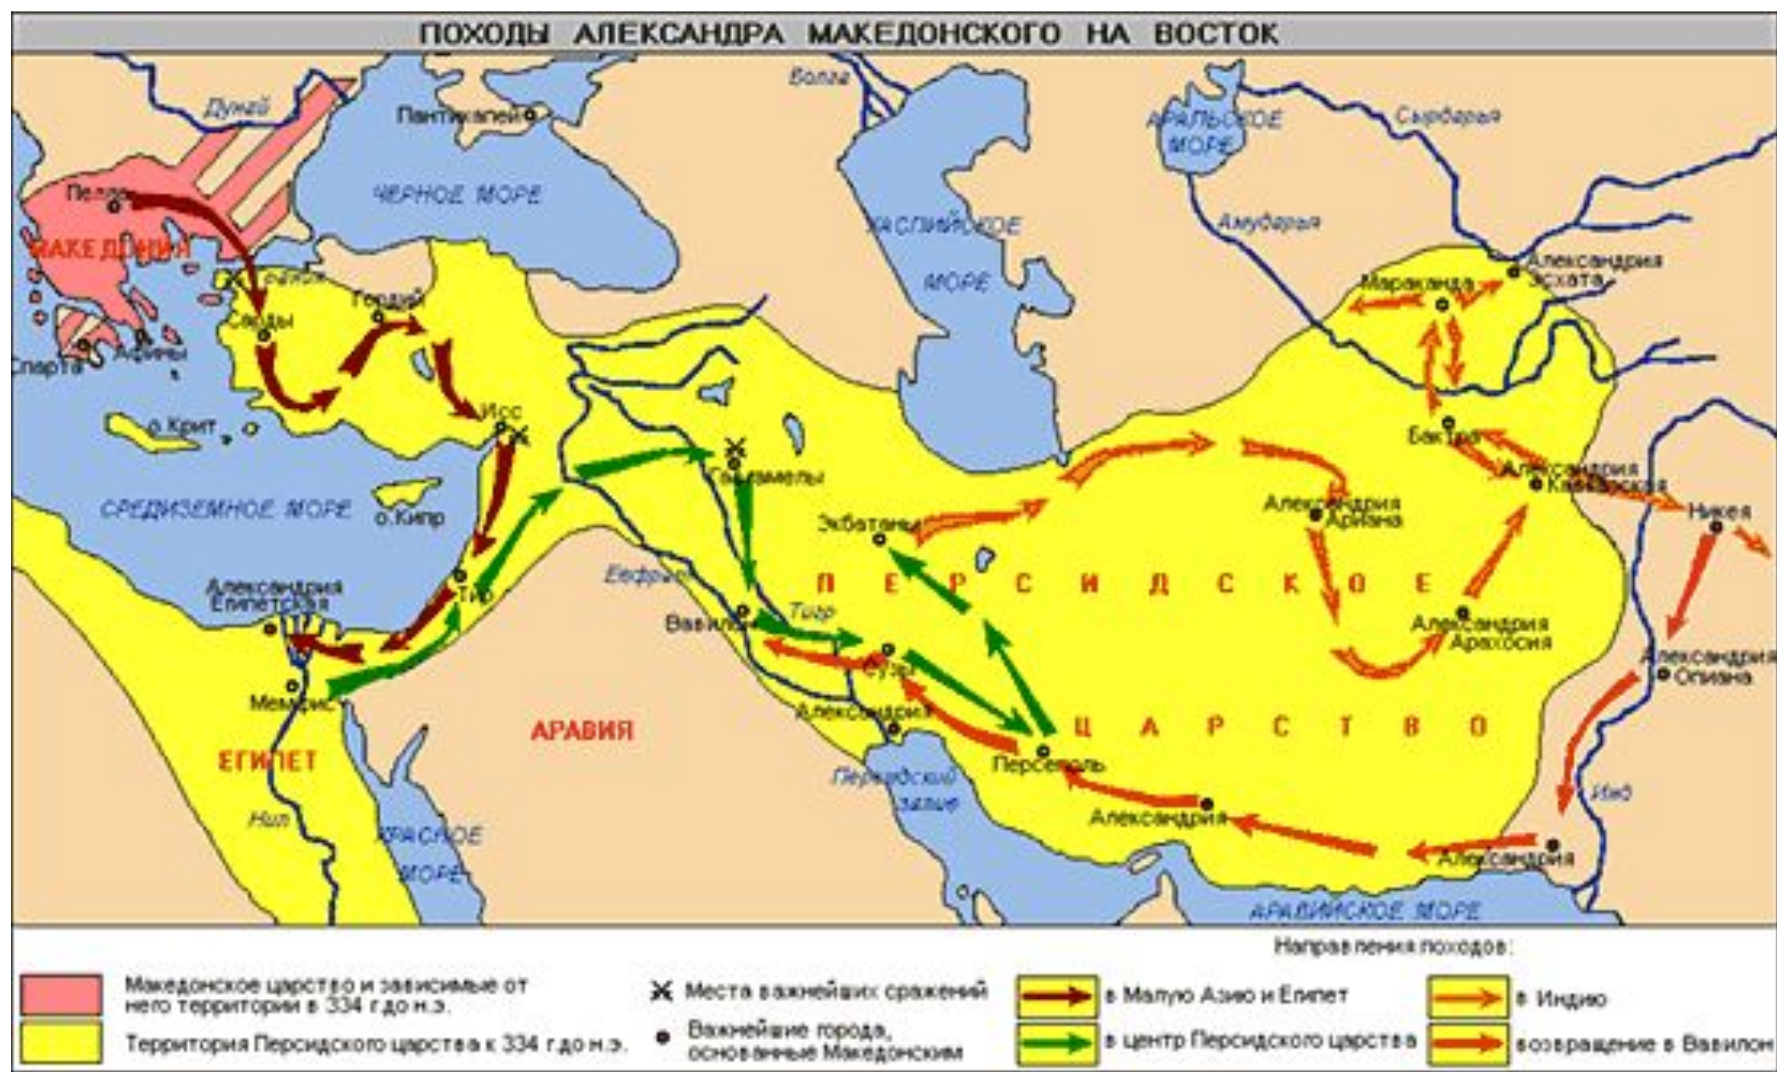 ПОХОДЫ АЛЕКСАНДРА МАКЕДОНСКОГО НА ВОСТОК
Волга
Дунай
Пантикапей
Сырдарья
АРАЛЬСКОЕ
МОРЕ
Пелла
ЧЕРНОЕ МОРЕ
КАСПИЙСКОЕ
МОРЕ
Амударья
МАКЕДОНИЯ
Граник
Александрия
Эсхата
Мараканда
Гордий
Сарды
Спарта
Афины
Исс
о.Крит
Бактра
Александрия
Кавказская
Гавгамелы
СРЕДИЗЕМНОЕ МОРЕ
о.Кипр
Экбатаны
Александрия
Ариана
Никея
Александрия
Египетская
Тир
Евфрат
ПЕРСИДСКОЕ
Тигр
Вавилон
Александрия
Арахосия
Сузы
Александрия
Опиана
Мемфис
Александрия
АРАВИЯ
ЦАРСТВО
ЕГИПЕТ
Персеполь
Персидский
залив
Нил
Инд
КРАСНОЕ
МОРЕ
Александрия
Александрия
АРАВИЙСКОЕ МОРЕ
Направления походов:
Македонское царство и зависимые от
него территории в 334 г.до н.э.
Территория Персидского царства к 334 г.до н.э.
Места важнейших сражений
Важнейшие города,
основанные Македонским
в Малую Азию и Египет
в центр Персидского царства
в Индию
возвращение в Вавилон